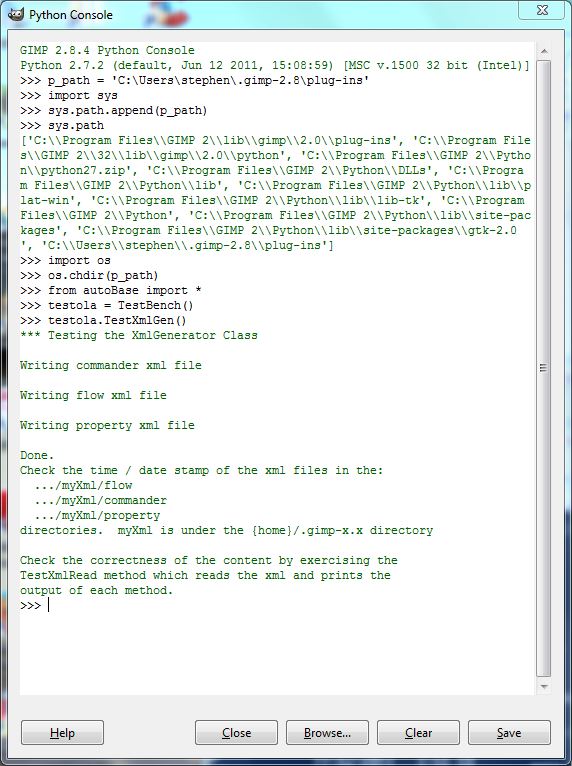 Python Console
GIMP 2.8.4 Python Console
Python 2.7.2 (default, Jun 12 2011, 15:08:59) [MSC v.1500 32 bit (Intel)]
>>> p_path = 'C:\Users\stephen\.gimp-2.8\plug-ins'
>>> import sys
>>> sys.path.append(p_path)
>>> sys.path
['C:\\Program Files\\GIMP 2\\lib\\gimp\\2.0\\plug-ins', 'C:\\Program File
s\\GIMP 2\\32\\lib\\gimp\\2.0\\python', 'C:\\Program Files\\GIMP 2\\Pytho
n\\python27.zip', 'C:\\Program Files\\GIMP 2\\Python\\DLLs', 'C:\\Progra
m Files\\GIMP 2\\Python\\lib', 'C:\\Program Files\\GIMP 2\\Python\\lib\\p
lat-win', 'C:\\Program Files\\GIMP 2\\Python\\lib\\lib-tk', 'C:\\Program
Files\\GIMP 2\\Python', 'C:\\Program Files\\GIMP 2\\Python\\lib\\site-pac
kages', 'C:\\Program Files\\GIMP 2\\Python\\lib\\site-packages\\gtk-2.0
', 'C:\\Users\\stephen\\.gimp-2.8\\plug-ins']
>>> import os
>>> os.chdir(p_path)
>>> from autoBase import *
>>> testola = TestBench()
>>> testola.TestXmlGen()
*** Testing the XmlGenerator Class
Writing commander xml file
Writing flow xml file
Writing property xml file
Done.
Check the time / date stamp of the xml files in the:
.../myXml/flow
.../myXml/commander
.../myXml/property
directories.  myXml is under the {home}/.gimp-x.x directory
Check the correctness of the content by exercising the
TestXmlRead method which reads the xml and prints the
output of each method.
>>>
Help Close Browse... Clear Save